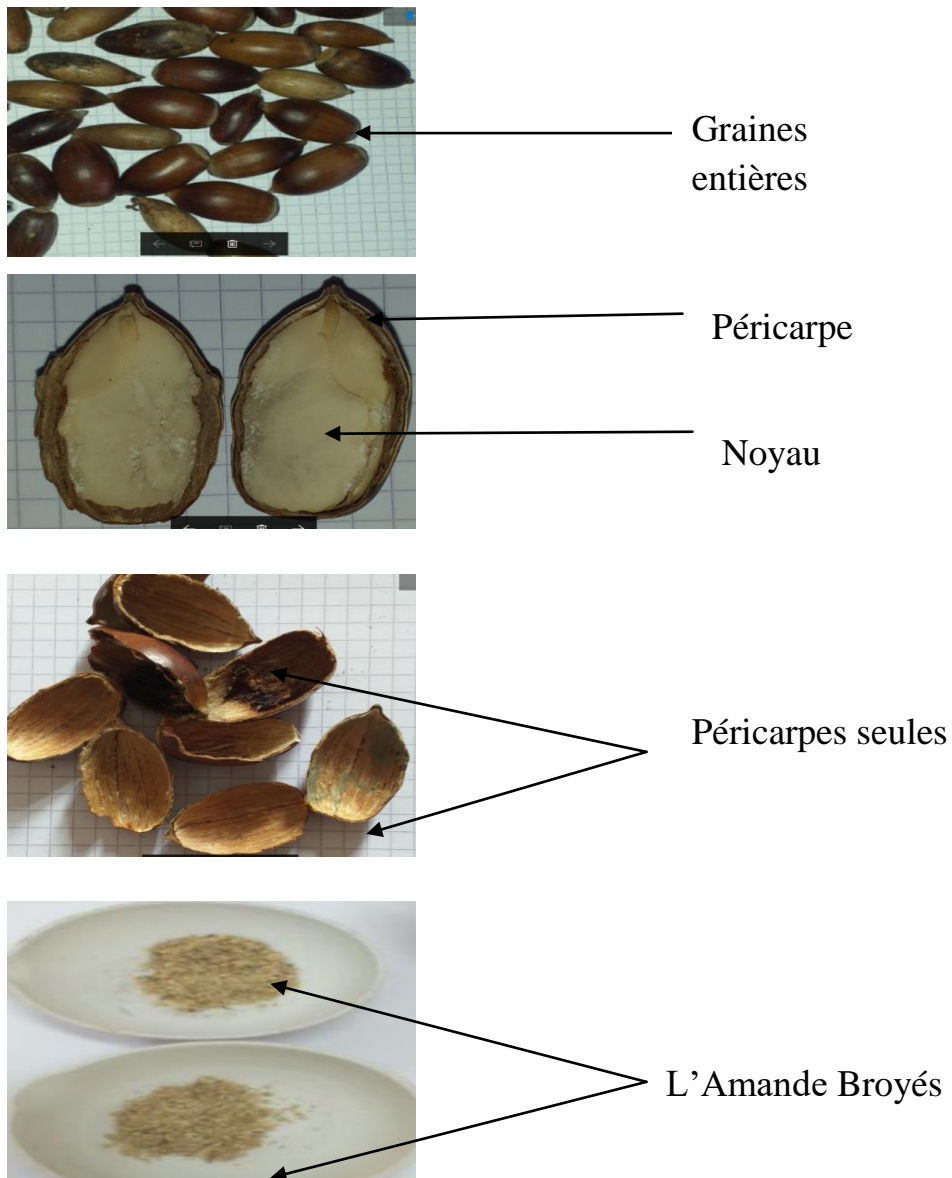 Graines
entières
Péricarpe
Noyau
Péricarpes seules
L’Amande Broyés